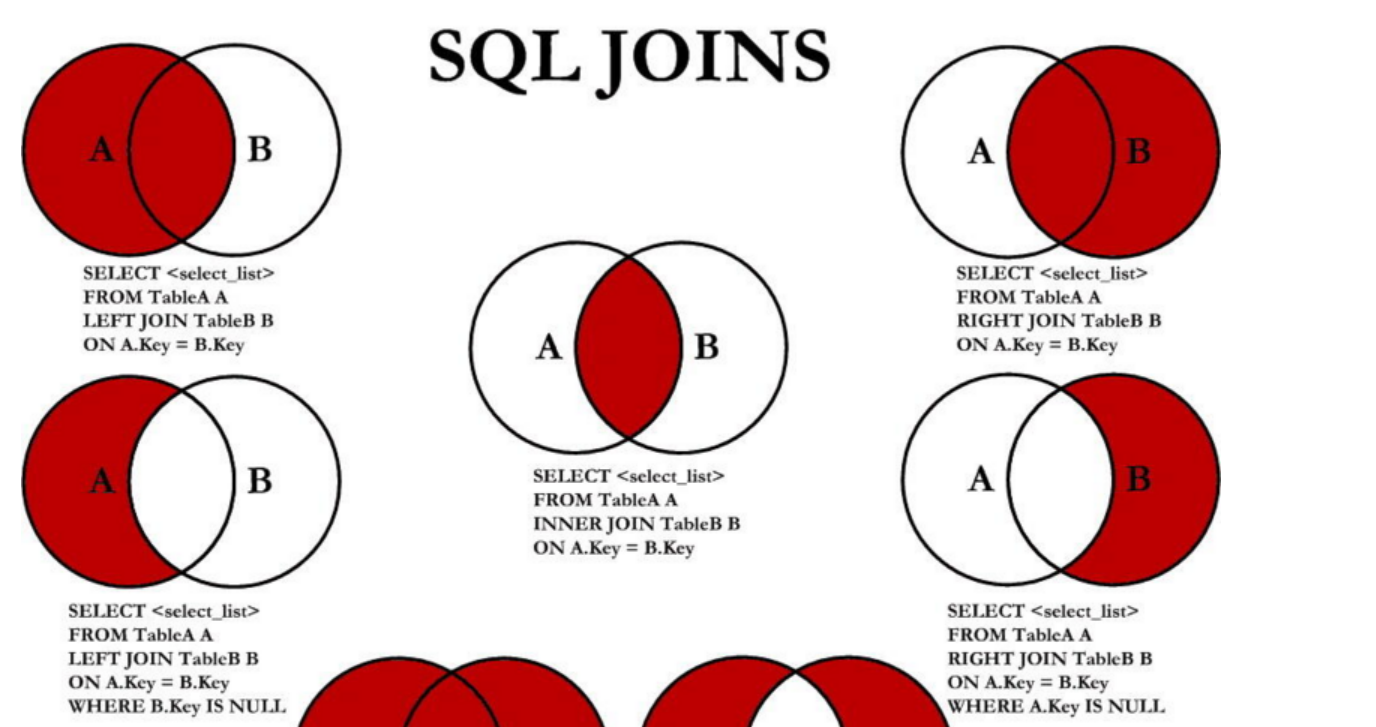 SQL JOINS
A B
SELECT <select_list>
FROM TableA A
LEFT JOIN TableB B
ON A.Key = B.Key
A B
SELECT <select_list>
FROM TableA A
RIGHT JOIN TableB B
ON A.Key = B.Key
A B
SELECT <select_list>
FROM TableA A
INNER JOIN TableB B
ON A.Key = B.Key
A B
SELECT <select_list>
FROM TableA A
LEFT JOIN TableB B
ON A.Key = B.Key
WHERE B.Key IS NULL
A B
SELECT <select_list>
FROM TableA A
RIGHT JOIN TableB B
ON A.Key = B.Key
WHERE A.Key IS NULL